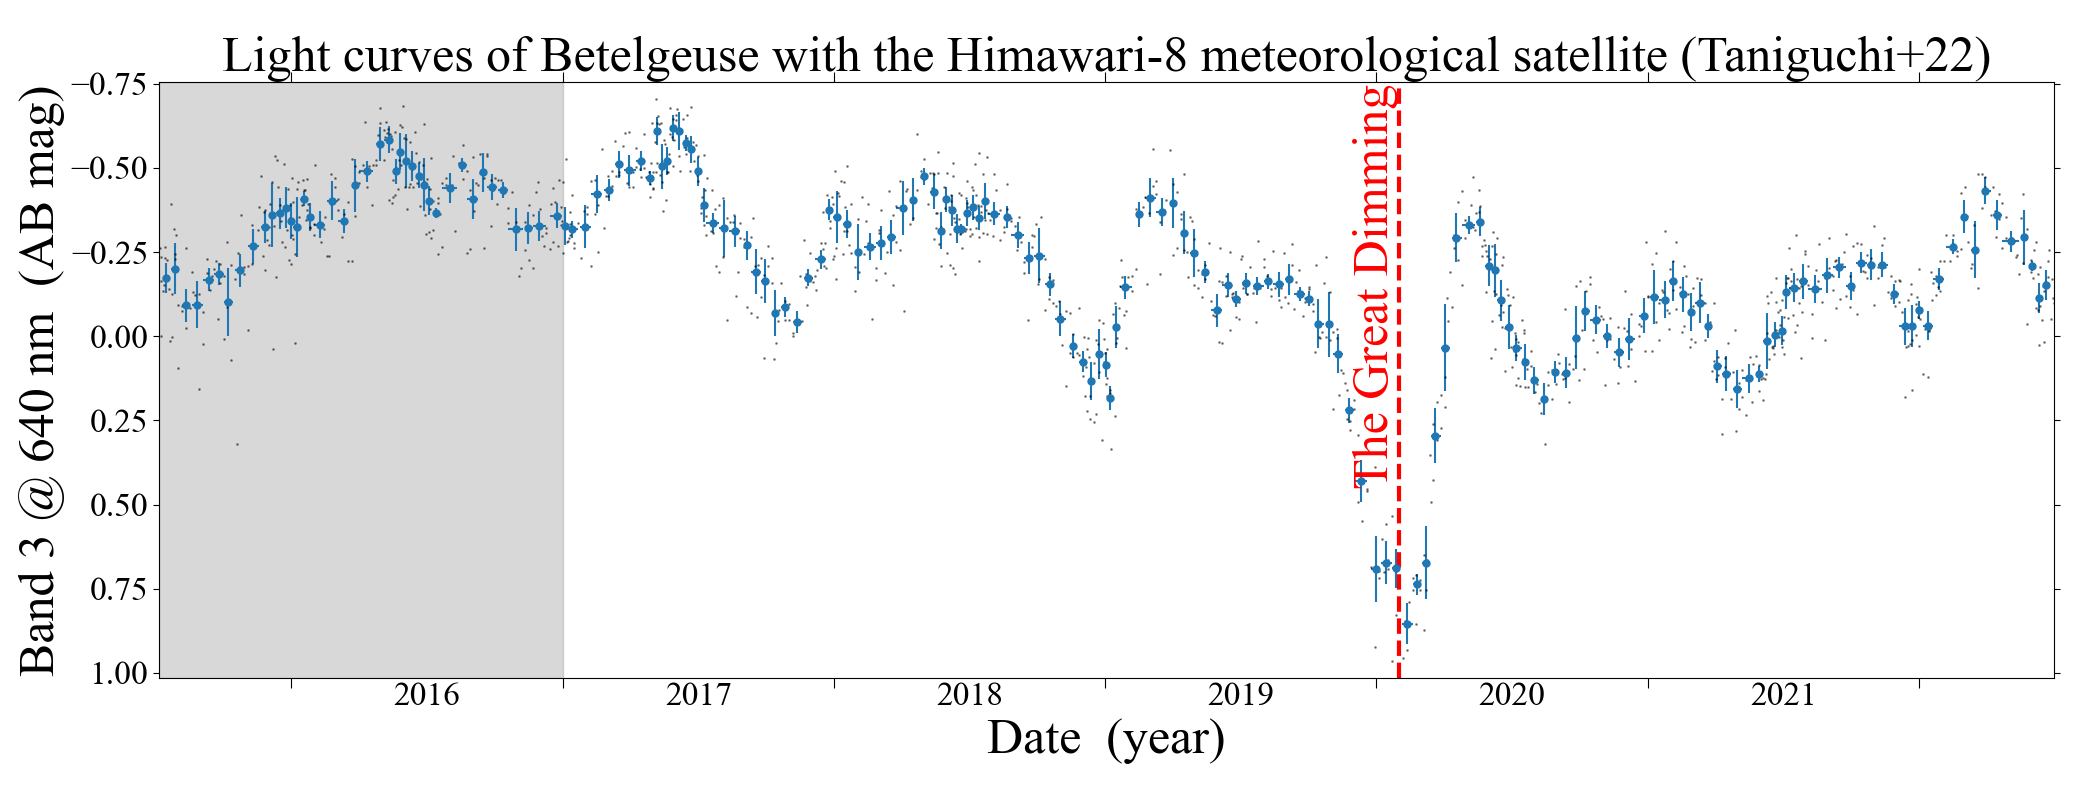 Light curves of Betelgeuse with the Himawari-8 meteorological satellite (Taniguchi+22)
Band 3 @ 640 nm (AB mag)
−0.75
−0.50
−0.25
0.00
0.25
0.50
0.75
1.00
The Great Dimming
2016 2017 2018 2019 2020 2021
Date (year)